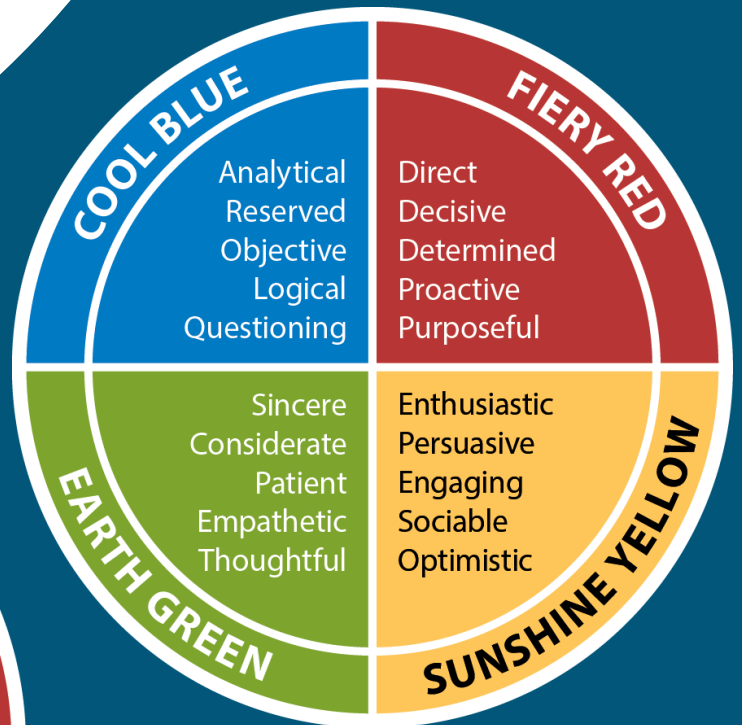 COOL BLUE
Analytical
Reserved
Objective
Logical
Questioning
FIERY RED
Direct
Decisive
Determined
Proactive
Purposeful
EARTH GREEN
Sincere
Considerate
Patient
Empathetic
Thoughtful
SUNSHINE YELLOW
Enthusiastic
Persuasive
Engaging
Sociable
Optimistic